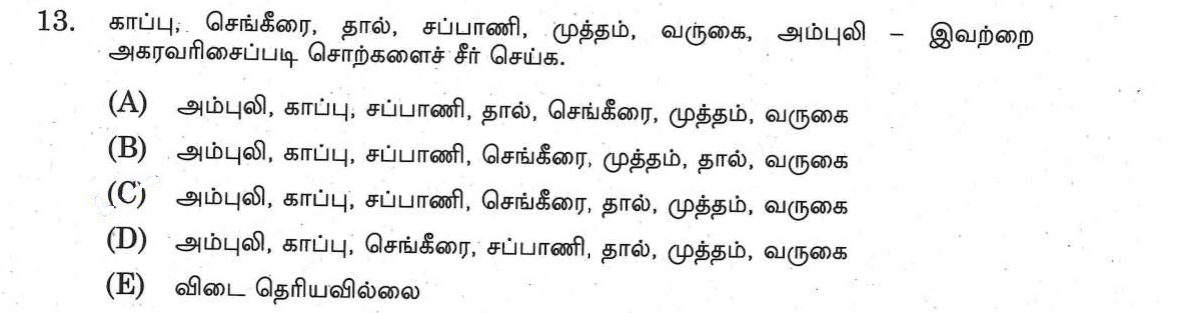 13. காப்பு, செங்கீரை, தால், சப்பாணி, முத்தம், வருகை, அம்புலி – இவற்றை
அகரவரிசைப்படி சொற்களைச் சீர் செய்க.
(A) அம்புலி, காப்பு, சப்பாணி, தால், செங்கீரை, முத்தம், வருகை
(B) அம்புலி, காப்பு, சப்பாணி, செங்கீரை, முத்தம், தால், வருகை
(C) அம்புலி, காப்பு, சப்பாணி, செங்கீரை, தால், முத்தம், வருகை
(D) அம்புலி, காப்பு, செங்கீரை, சப்பாணி, தால், முத்தம், வருகை
(E) விடை தெரியவில்லை